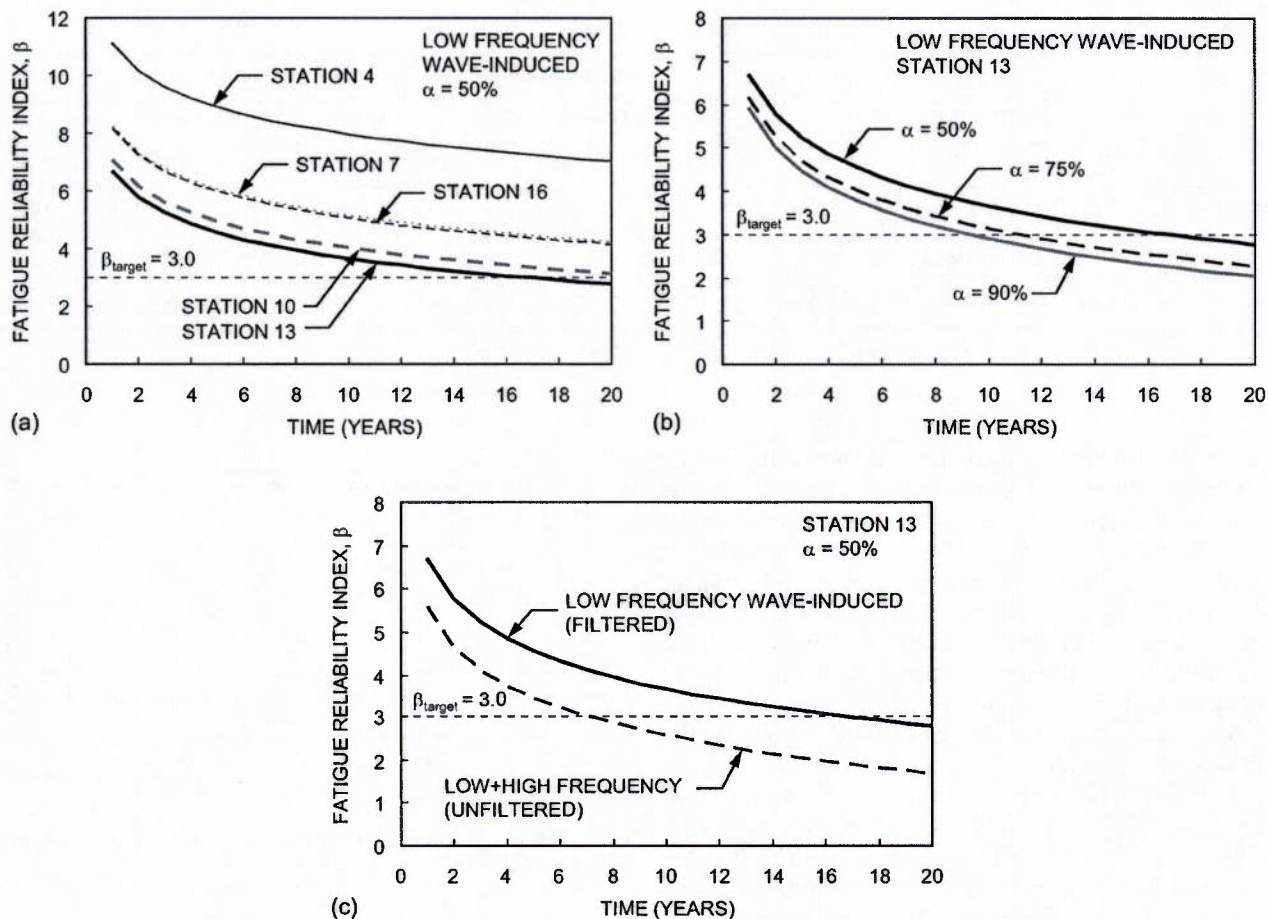 12
10
8
6
4
2
0
FATIGUE RELIABILITY INDEX, β
LOW FREQUENCY
WAVE-INDUCED
α = 50%
STATION 4
STATION 7
STATION 16
β_target = 3.0
STATION 10
STATION 13
0 2 4 6 8 10 12 14 16 18 20
TIME (YEARS)
(a)
8
7
6
5
4
3
2
1
0
FATIGUE RELIABILITY INDEX, β
LOW FREQUENCY WAVE-INDUCED
STATION 13
α = 50%
α = 75%
β_target = 3.0
α = 90%
0 2 4 6 8 10 12 14 16 18 20
TIME (YEARS)
(b)
8
7
6
5
4
3
2
1
0
FATIGUE RELIABILITY INDEX, β
STATION 13
α = 50%
LOW FREQUENCY WAVE-INDUCED
(FILTERED)
β_target = 3.0
LOW+HIGH FREQUENCY
(UNFILTERED)
0 2 4 6 8 10 12 14 16 18 20
TIME (YEARS)
(c)